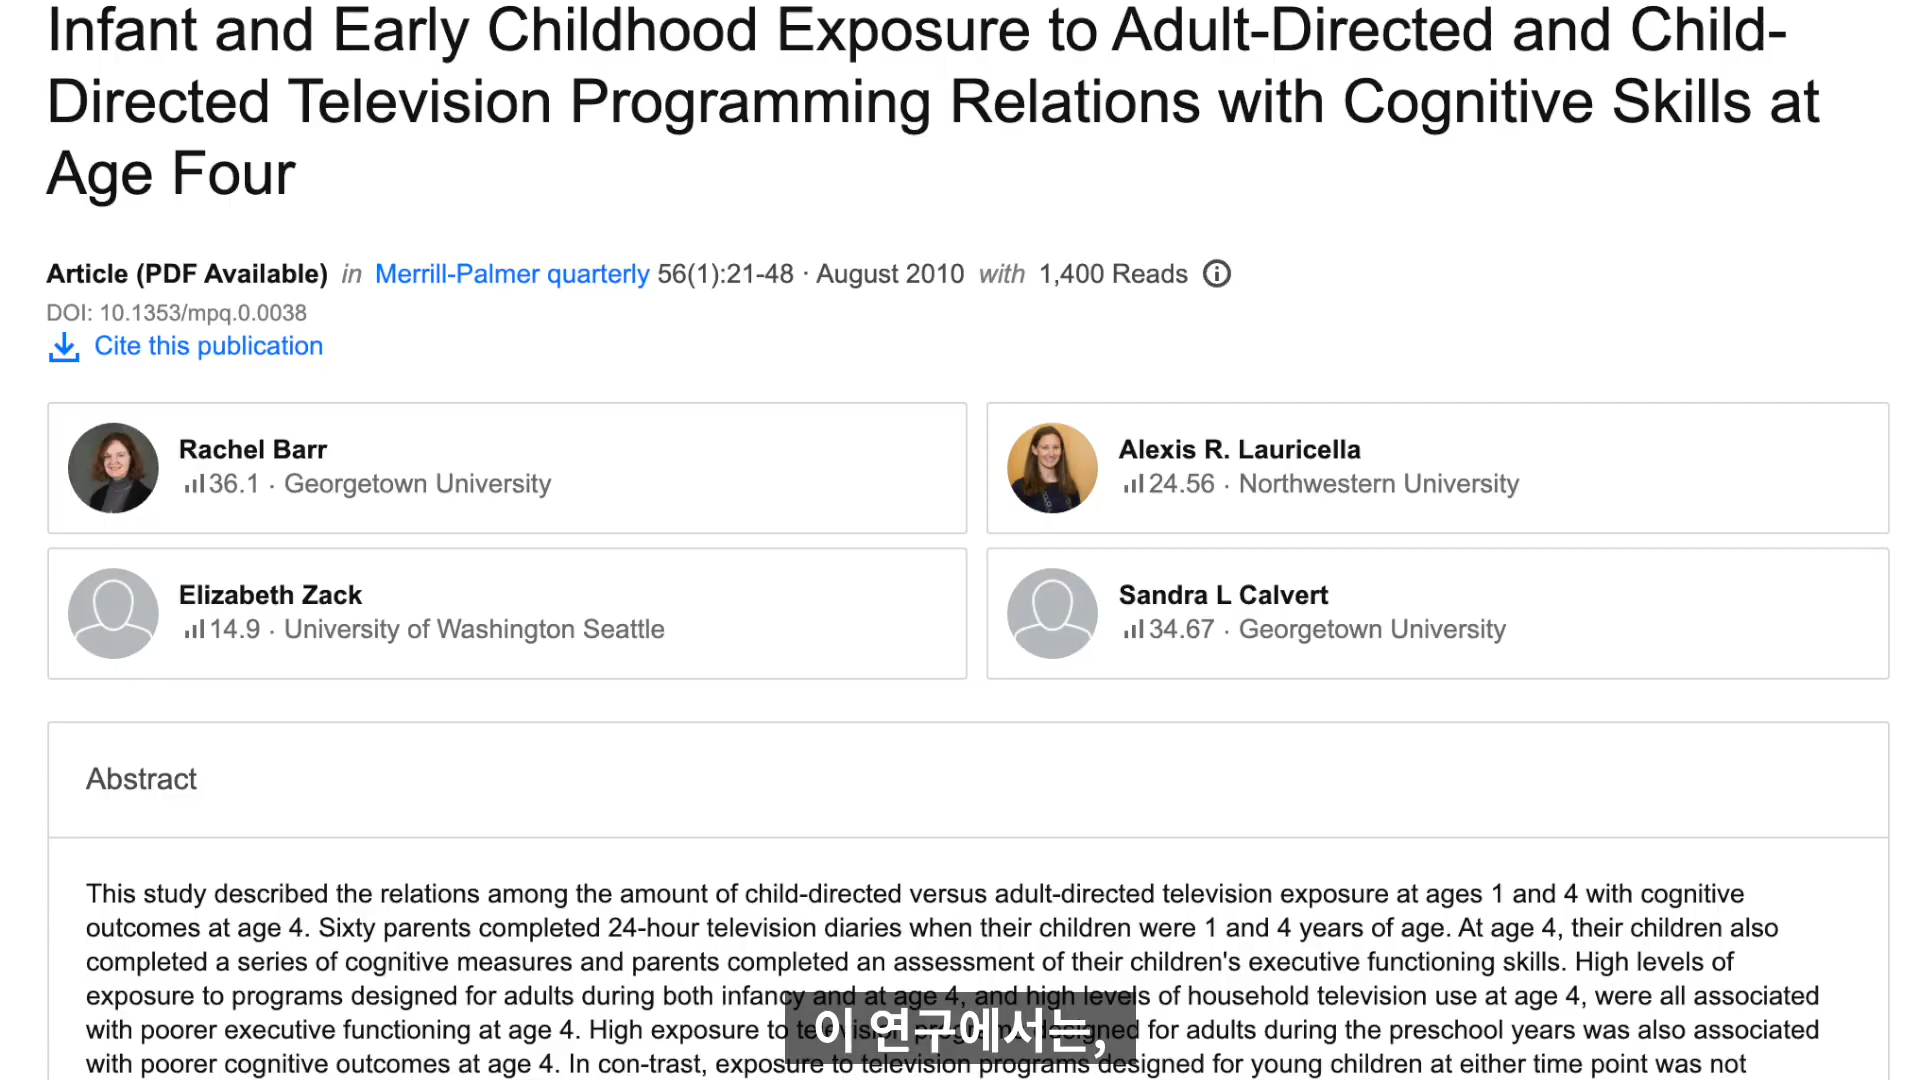 Infant and Early Childhood Exposure to Adult-Directed and Child-
Directed Television Programming Relations with Cognitive Skills at
Age Four
Article (PDF Available) in Merrill-Palmer quarterly 56(1):21-48 · August 2010 with 1,400 Reads
DOI: 10.1353/mpq.0.0038
Cite this publication
Rachel Barr
36.1 · Georgetown University
Alexis R. Lauricella
24.56 · Northwestern University
Elizabeth Zack
14.9 · University of Washington Seattle
Sandra L Calvert
34.67 · Georgetown University
Abstract
This study described the relations among the amount of child-directed versus adult-directed television exposure at ages 1 and 4 with cognitive
outcomes at age 4. Sixty parents completed 24-hour television diaries when their children were 1 and 4 years of age. At age 4, their children also
completed a series of cognitive measures and parents completed an assessment of their children's executive functioning skills. High levels of
exposure to programs designed for adults during both infancy and at age 4, and high levels of household television use at age 4, were all associated
with poorer executive functioning at age 4. High exposure to television programs designed for adults during the preschool years was also associated
with poorer cognitive outcomes at age 4. In con-trast, exposure to television programs designed for young children at either time point was not
이 연구에서는,